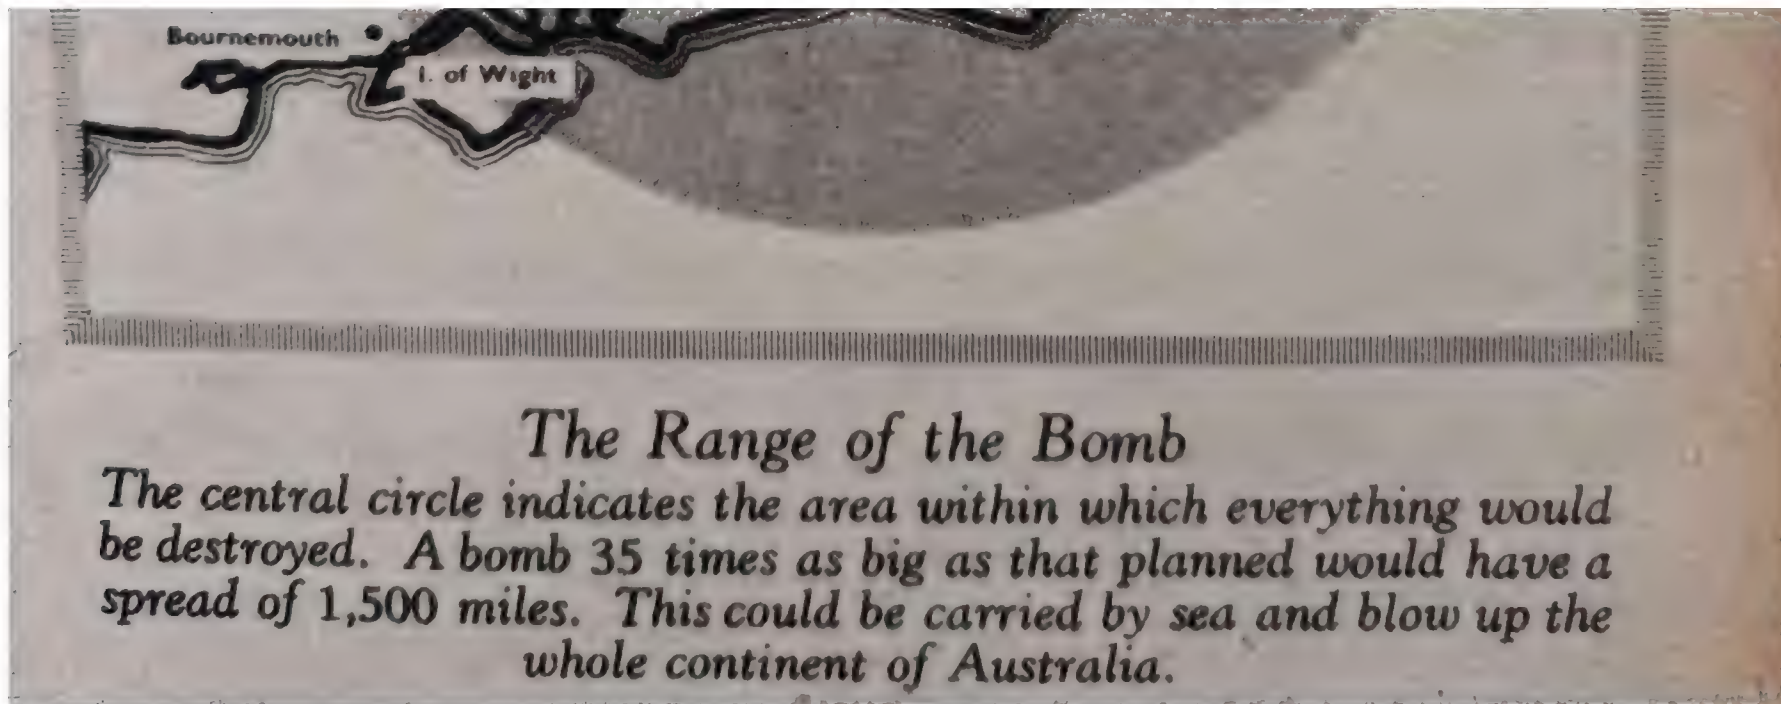 Bournemouth
I. of Wight
The Range of the Bomb
The central circle indicates the area within which everything would
be destroyed. A bomb 35 times as big as that planned would have a
spread of 1,500 miles. This could be carried by sea and blow up the
whole continent of Australia.